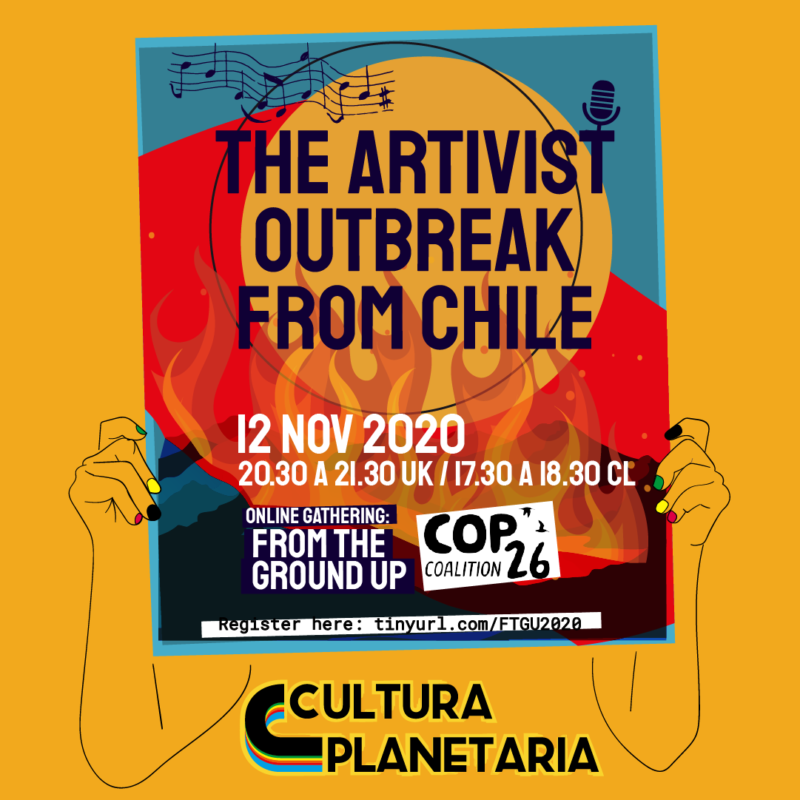 THE ARTIVIST
OUTBREAK
FROM CHILE
12 NOV 2020
20.30 A 21.30 UK / 17.30 A 18.30 CL
ONLINE GATHERING:
FROM THE
GROUND UP
COP
COALITION 26
Register here: tinyurl.com/FTGU2020
CULTURA
PLANETARIA